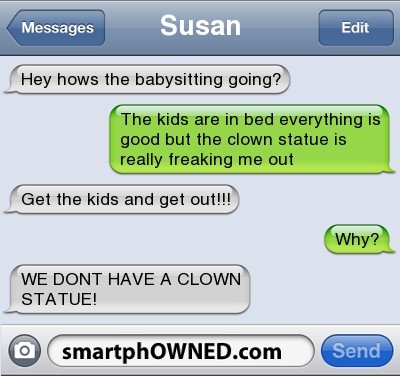 Messages
Susan
Edit
Hey hows the babysitting going?
The kids are in bed everything is
good but the clown statue is
really freaking me out
Get the kids and get out!!!
Why?
WE DONT HAVE A CLOWN
STATUE!
smartphOWNED.com
Send